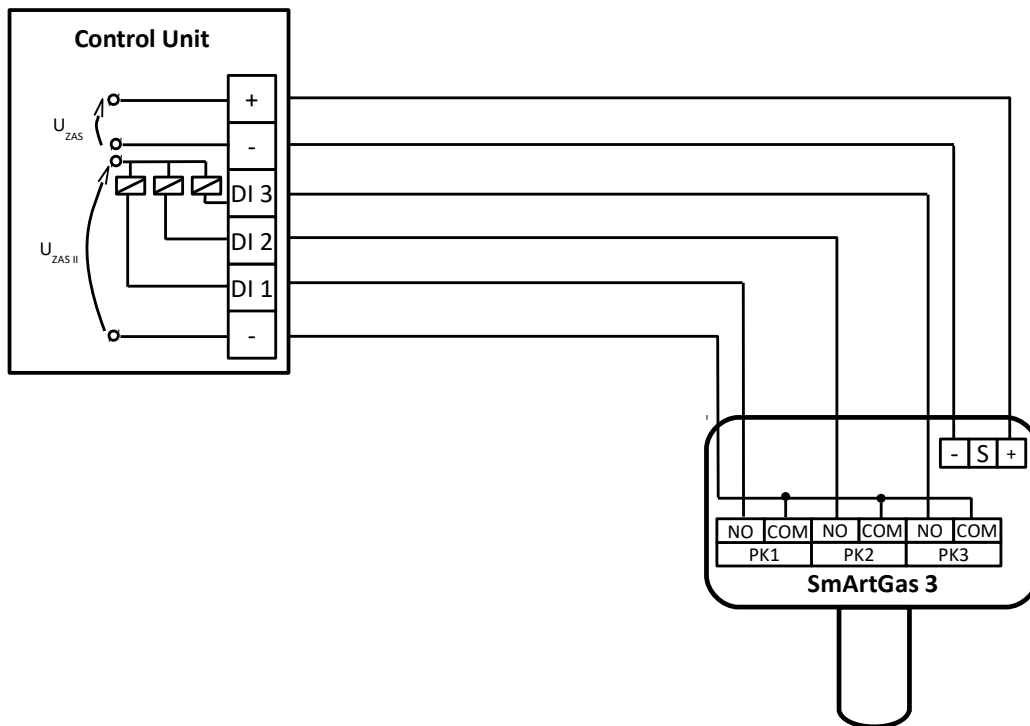 Control Unit
+
U ZAS
-
DI 3
DI 2
U ZAS II
DI 1
-
- S +
NO COM NO COM NO COM
PK1 PK2 PK3
SmArtGas 3